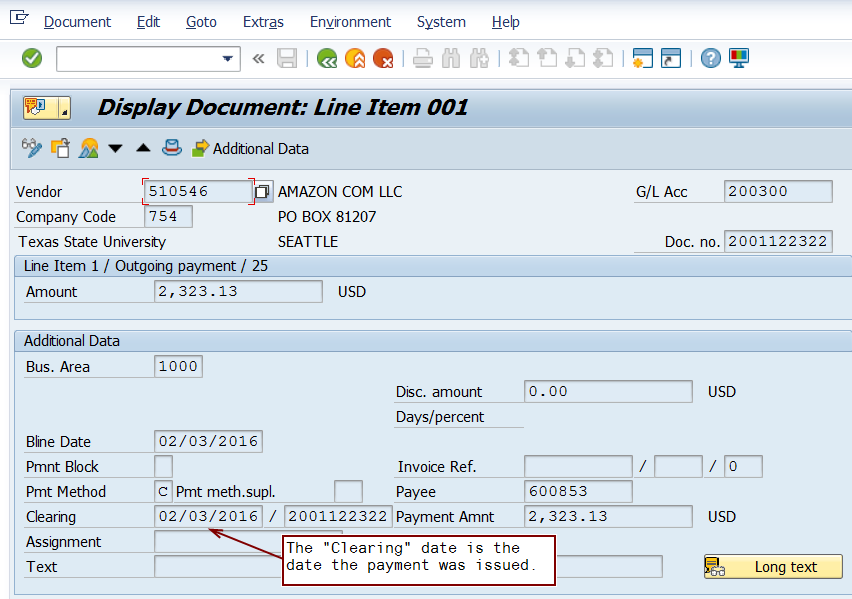 Document Edit Goto Extras Environment System Help
Display Document: Line Item 001
Additional Data
Vendor 510546 AMAZON COM LLC G/L Acc 200300
Company Code 754 PO BOX 81207
Texas State University SEATTLE Doc. no. 2001122322
Line Item 1 / Outgoing payment / 25
Amount 2,323.13 USD
Additional Data
Bus. Area 1000
Disc. amount 0.00 USD
Days/percent
Bline Date 02/03/2016
Pmnt Block Invoice Ref. / / 0
Pmt Method C Pmt meth.supl. Payee 600853
Clearing 02/03/2016 / 2001122322 Payment Amnt 2,323.13 USD
Assignment
The "Clearing" date is the
date the payment was issued.
Text Long text